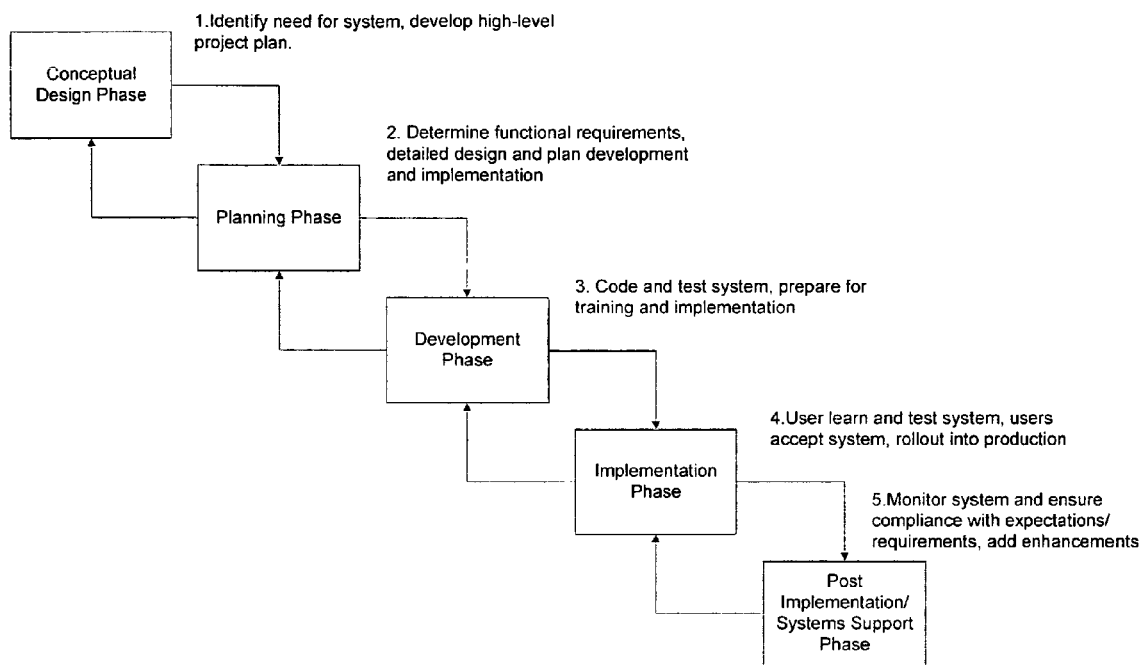 1.Identify need for system, develop high-level
project plan.
Conceptual
Design Phase
2. Determine functional requirements,
detailed design and plan development
and implementation
Planning Phase
3. Code and test system, prepare for
training and implementation
Development
Phase
4.User learn and test system, users
accept system, rollout into production
Implementation
Phase
5.Monitor system and ensure
compliance with expectations/
requirements, add enhancements
Post
Implementation/
Systems Support
Phase